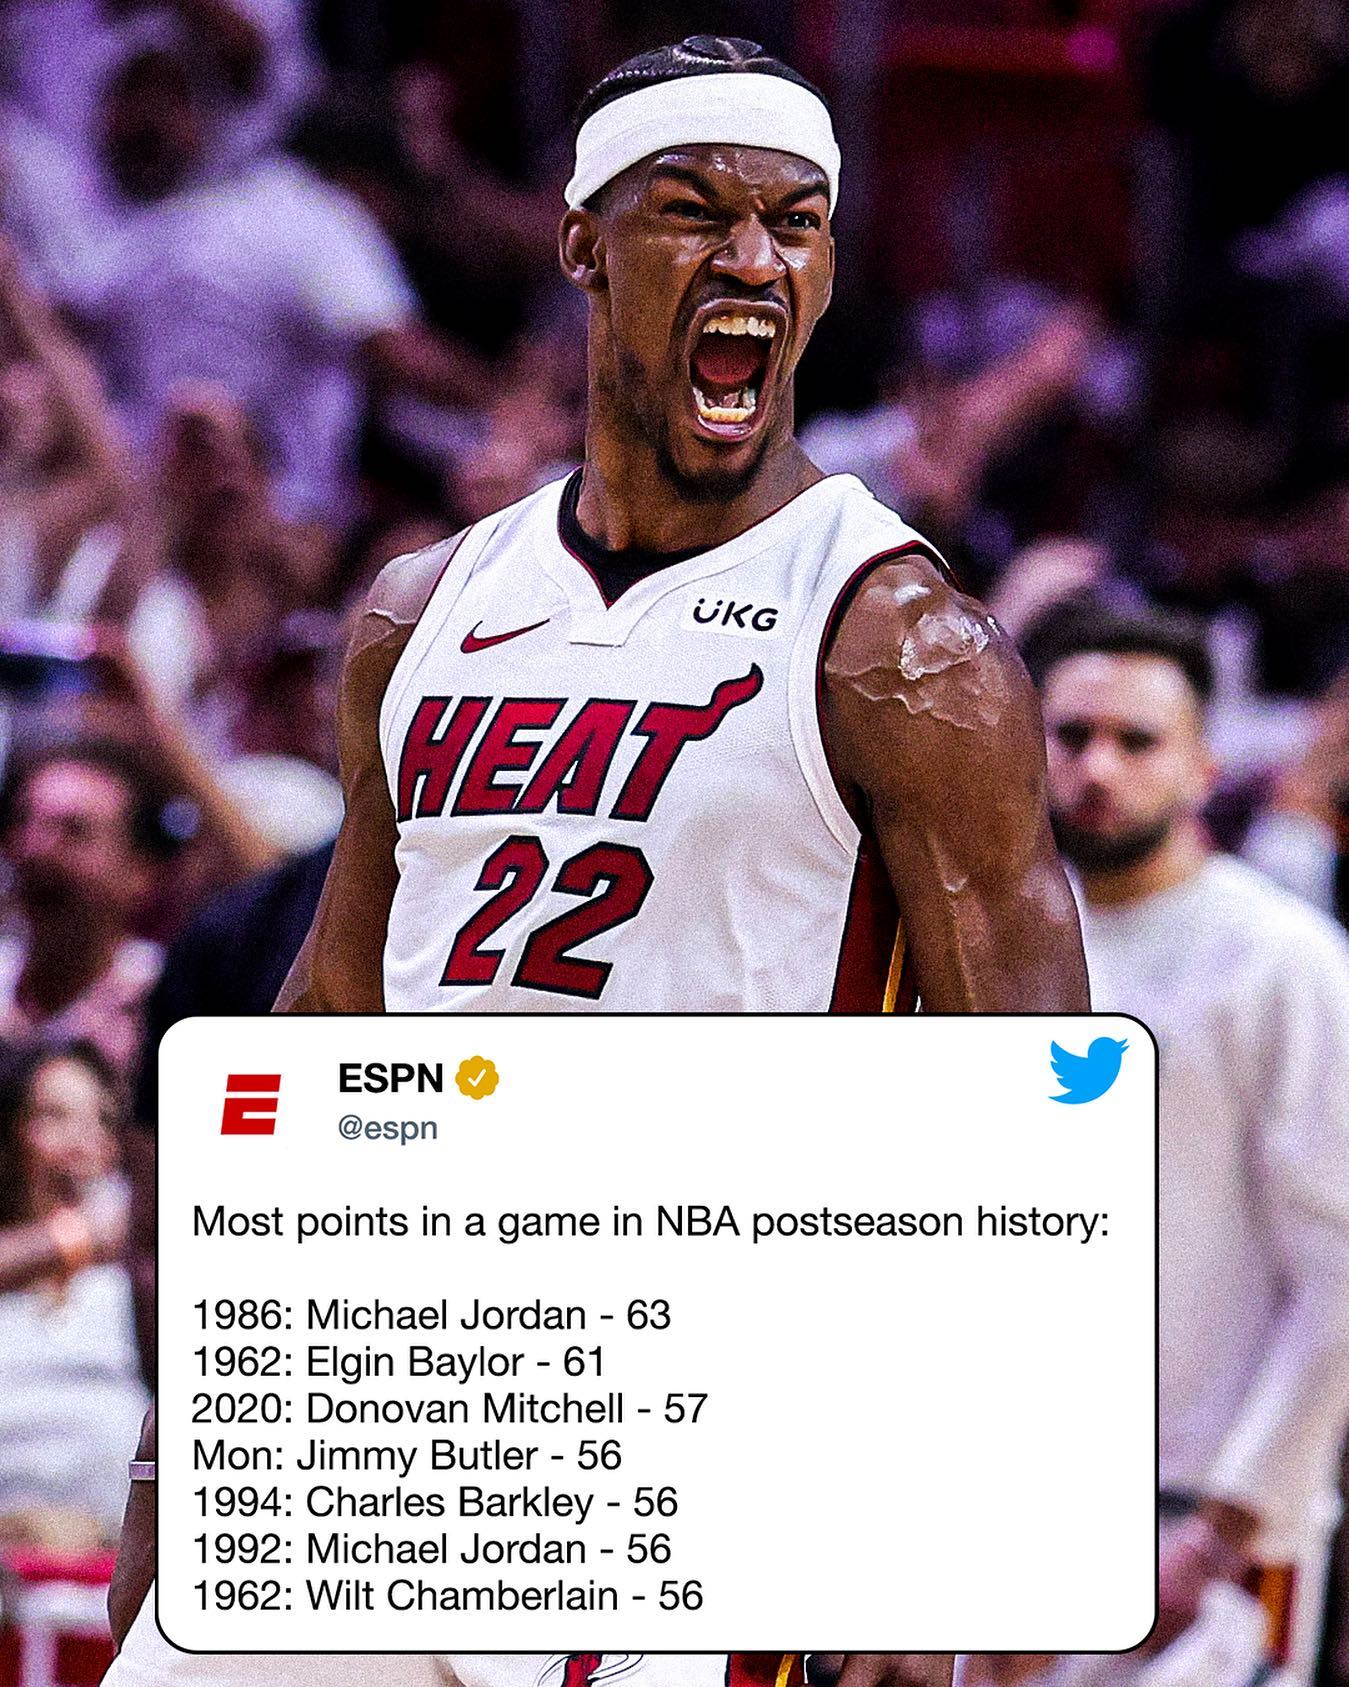 ÜKG
HEAT
22
E
ESPN
@espn
Most points in a game in NBA postseason history:
1986: Michael Jordan - 63
1962: Elgin Baylor - 61
2020: Donovan Mitchell - 57
Mon: Jimmy Butler - 56
1994: Charles Barkley - 56
1992: Michael Jordan - 56
1962: Wilt Chamberlain - 56